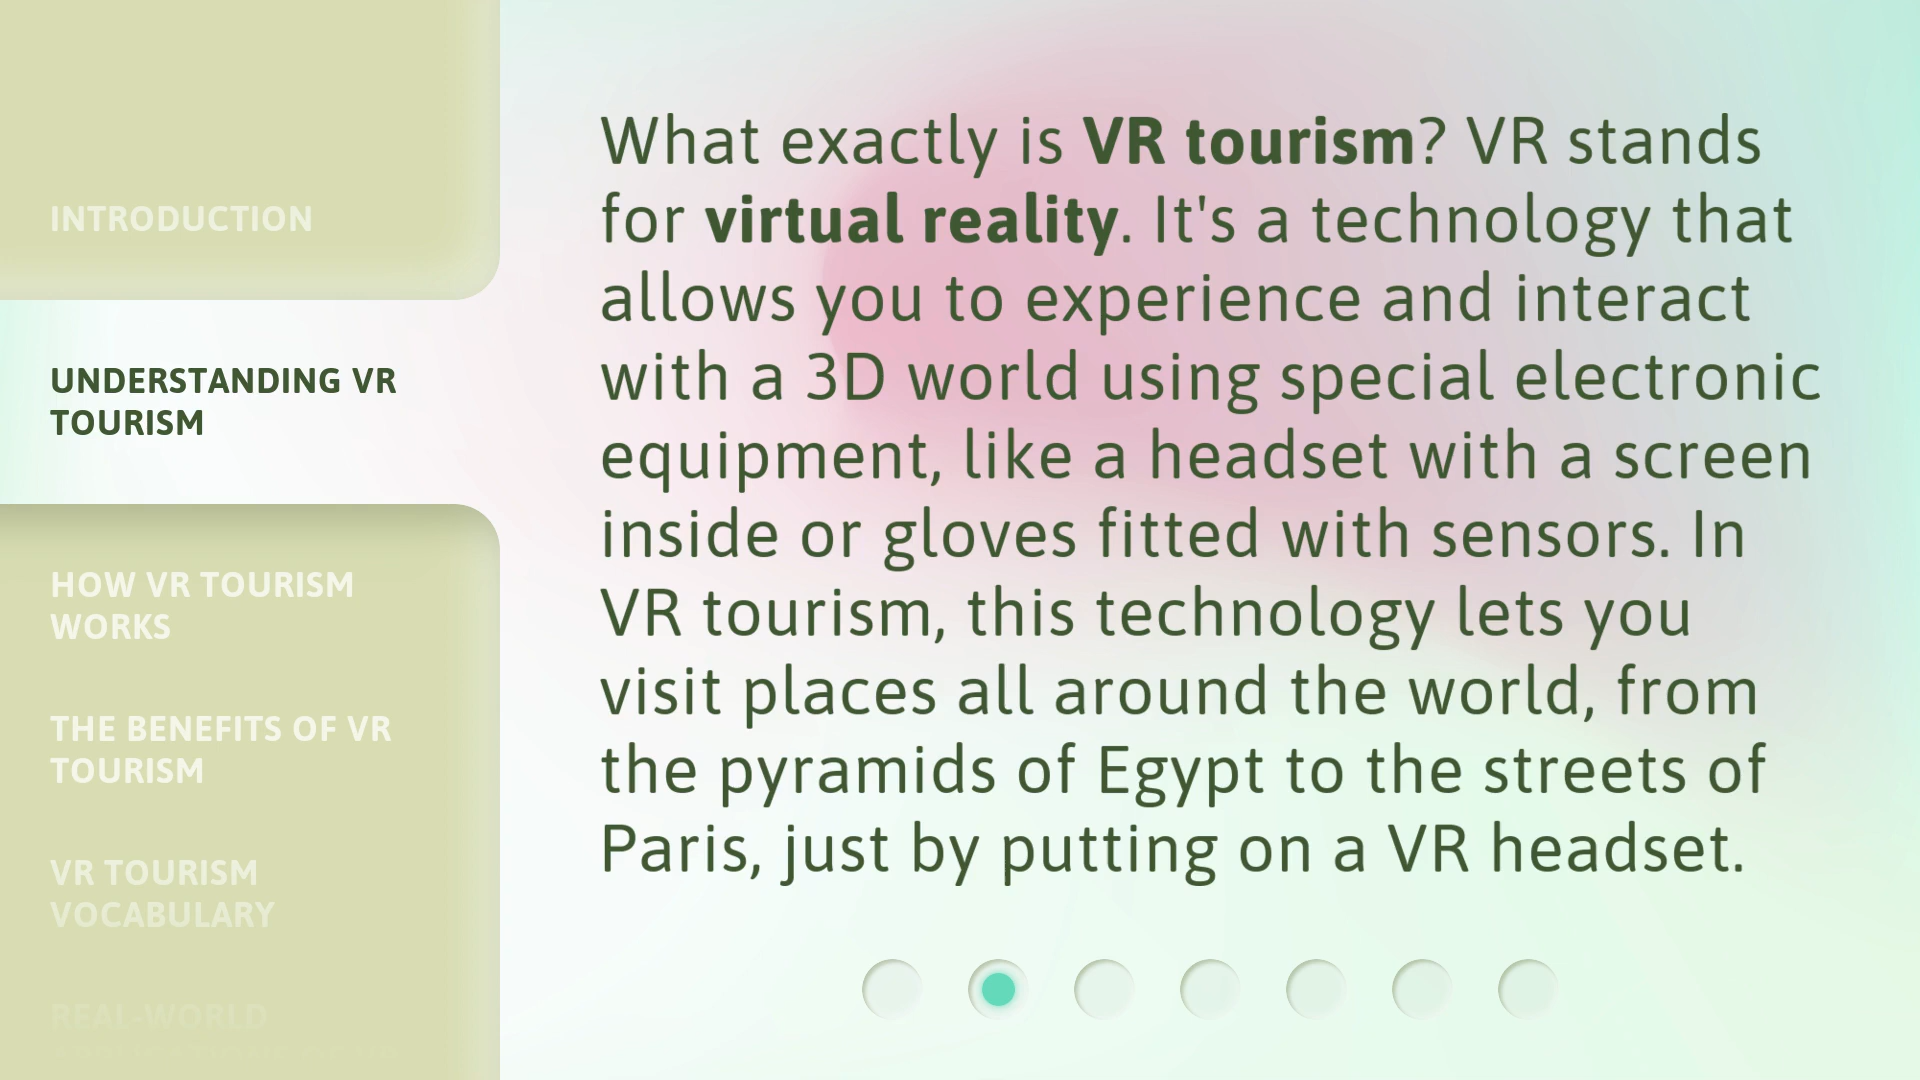 INTRODUCTION
UNDERSTANDING VR
TOURISM
HOW VR TOURISM
WORKS
THE BENEFITS OF VR
TOURISM
VR TOURISM
VOCABULARY
REAL-WORLD
What exactly is VR tourism? VR stands
for virtual reality. It's a technology that
allows you to experience and interact
with a 3D world using special electronic
equipment, like a headset with a screen
inside or gloves fitted with sensors. In
VR tourism, this technology lets you
visit places all around the world, from
the pyramids of Egypt to the streets of
Paris, just by putting on a VR headset.